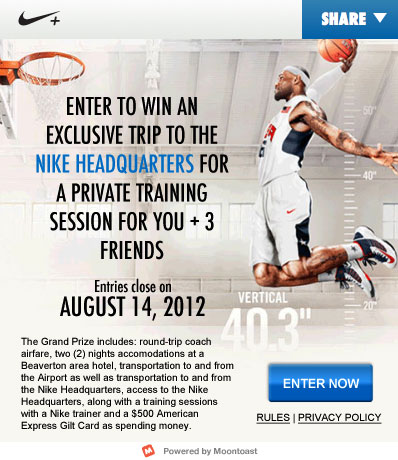 +
SHARE
ENTER TO WIN AN
EXCLUSIVE TRIP TO THE
NIKE HEADQUARTERS FOR
A PRIVATE TRAINING
SESSION FOR YOU + 3
FRIENDS
Entries close on
AUGUST 14, 2012
50"
40"
VERTICAL
40.3"
20"
The Grand Prize includes: round-trip coach
airfare, two (2) nights accomodations at a
Beaverton area hotel, transportation to and from
the Airport as well as transportation to and from
the Nike Headquarters, access to the Nike
Headquarters, along with a training sessions
with a Nike trainer and a $500 American
Express Gilt Card as spending money.
ENTER NOW
RULES | PRIVACY POLICY
Powered by Moontoast